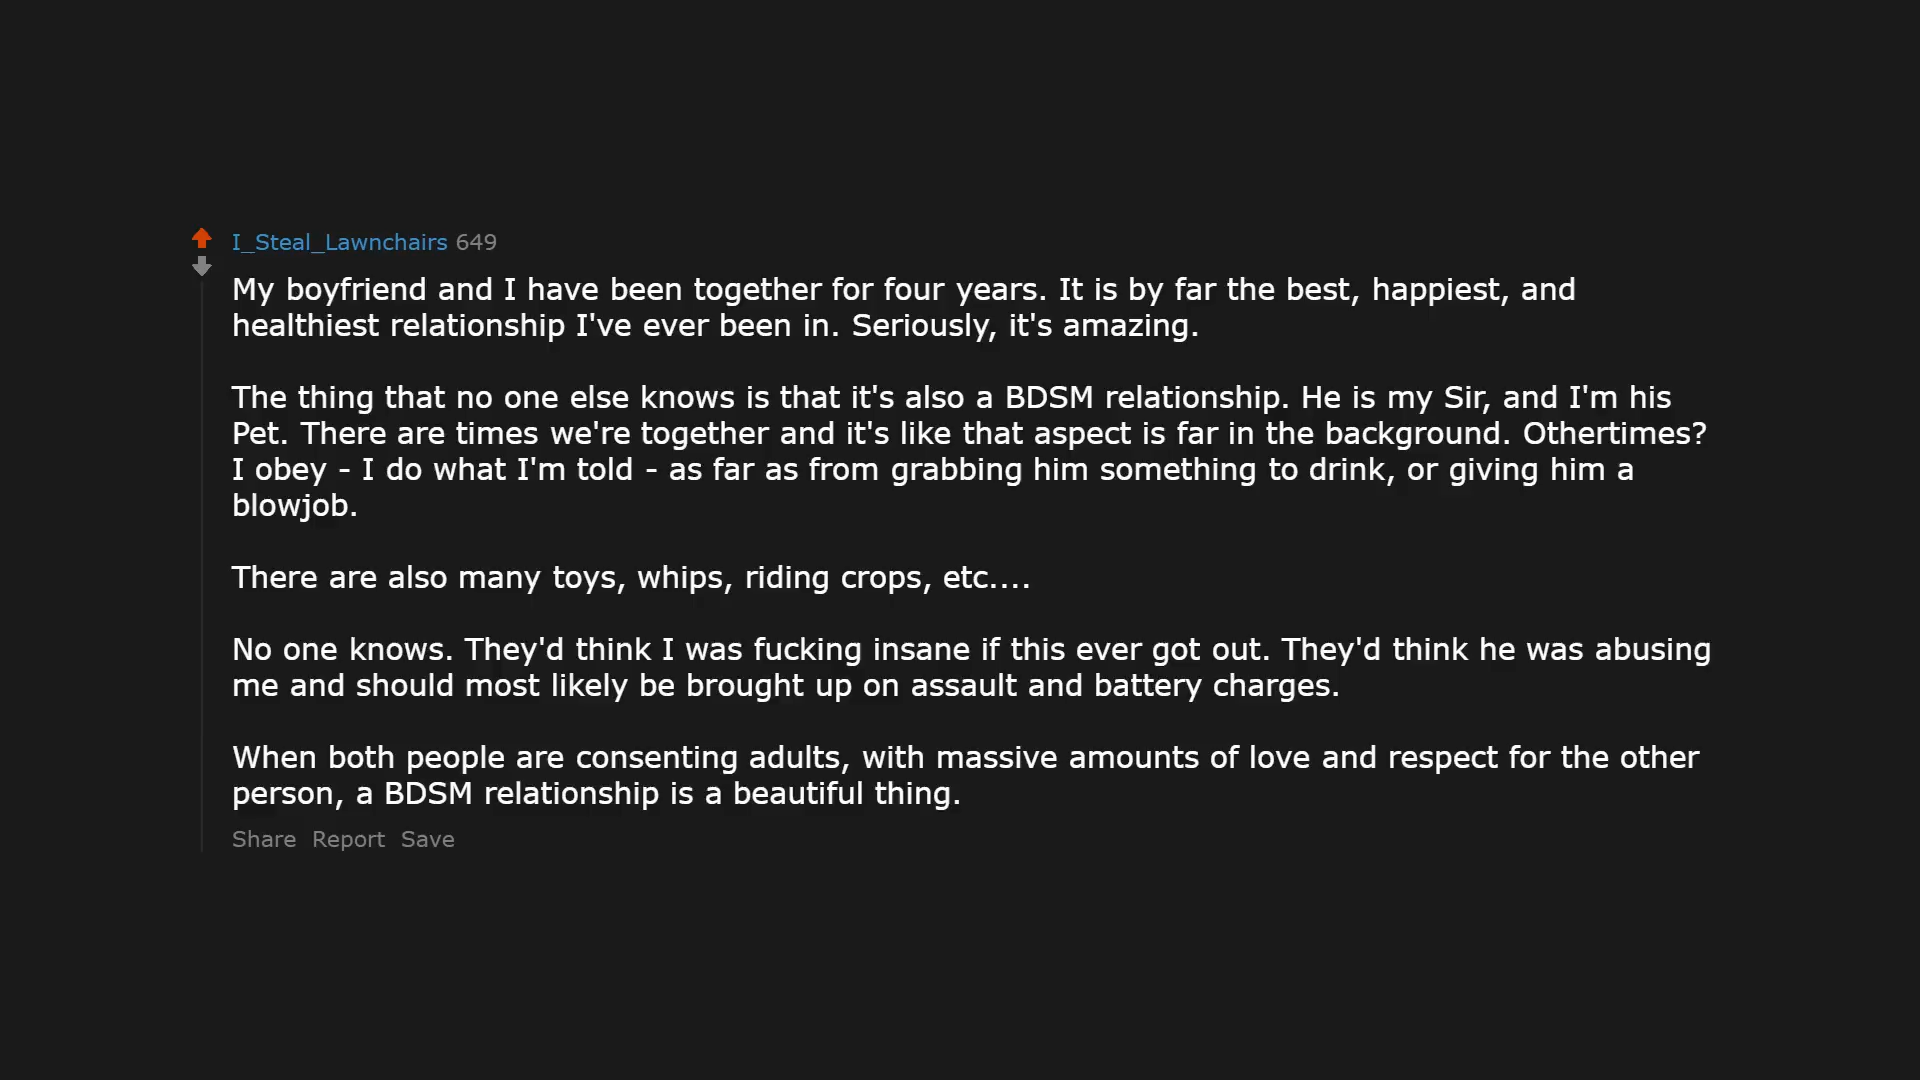 I_Steal_Lawnchairs 649
My boyfriend and I have been together for four years. It is by far the best, happiest, and
healthiest relationship I've ever been in. Seriously, it's amazing.
The thing that no one else knows is that it's also a BDSM relationship. He is my Sir, and I'm his
Pet. There are times we're together and it's like that aspect is far in the background. Othertimes?
I obey - I do what I'm told - as far as from grabbing him something to drink, or giving him a
blowjob.
There are also many toys, whips, riding crops, etc....
No one knows. They'd think I was fucking insane if this ever got out. They'd think he was abusing
me and should most likely be brought up on assault and battery charges.
When both people are consenting adults, with massive amounts of love and respect for the other
person, a BDSM relationship is a beautiful thing.
Share Report Save